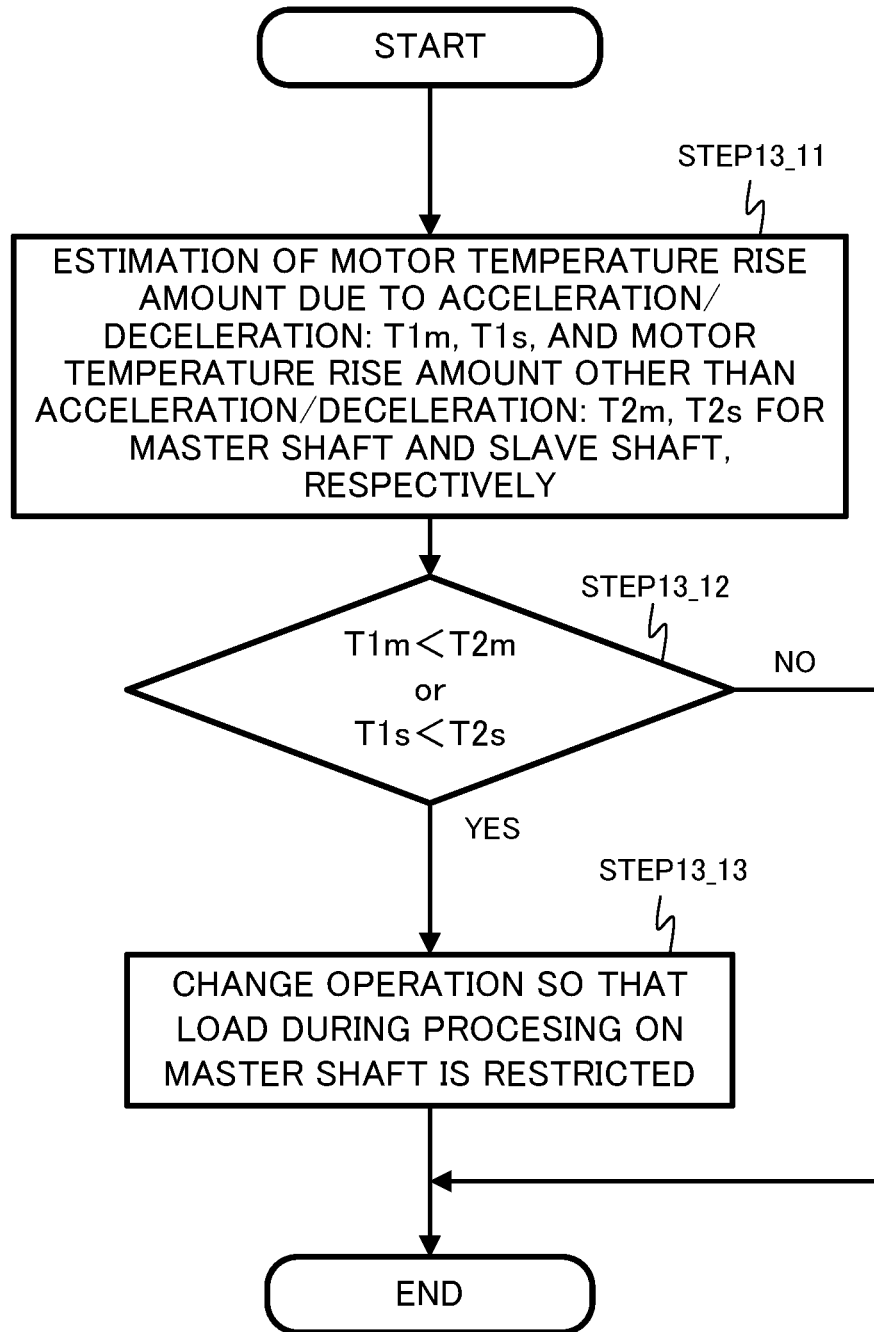 START
STEP13_11
ESTIMATION OF MOTOR TEMPERATURE RISE
AMOUNT DUE TO ACCELERATION/
DECELERATION: T1m, T1s, AND MOTOR
TEMPERATURE RISE AMOUNT OTHER THAN
ACCELERATION/DECELERATION: T2m, T2s FOR
MASTER SHAFT AND SLAVE SHAFT,
RESPECTIVELY
STEP13_12
T1m＜T2m
or
T1s＜T2s
NO
YES
STEP13_13
CHANGE OPERATION SO THAT
LOAD DURING PROCESING ON
MASTER SHAFT IS RESTRICTED
END